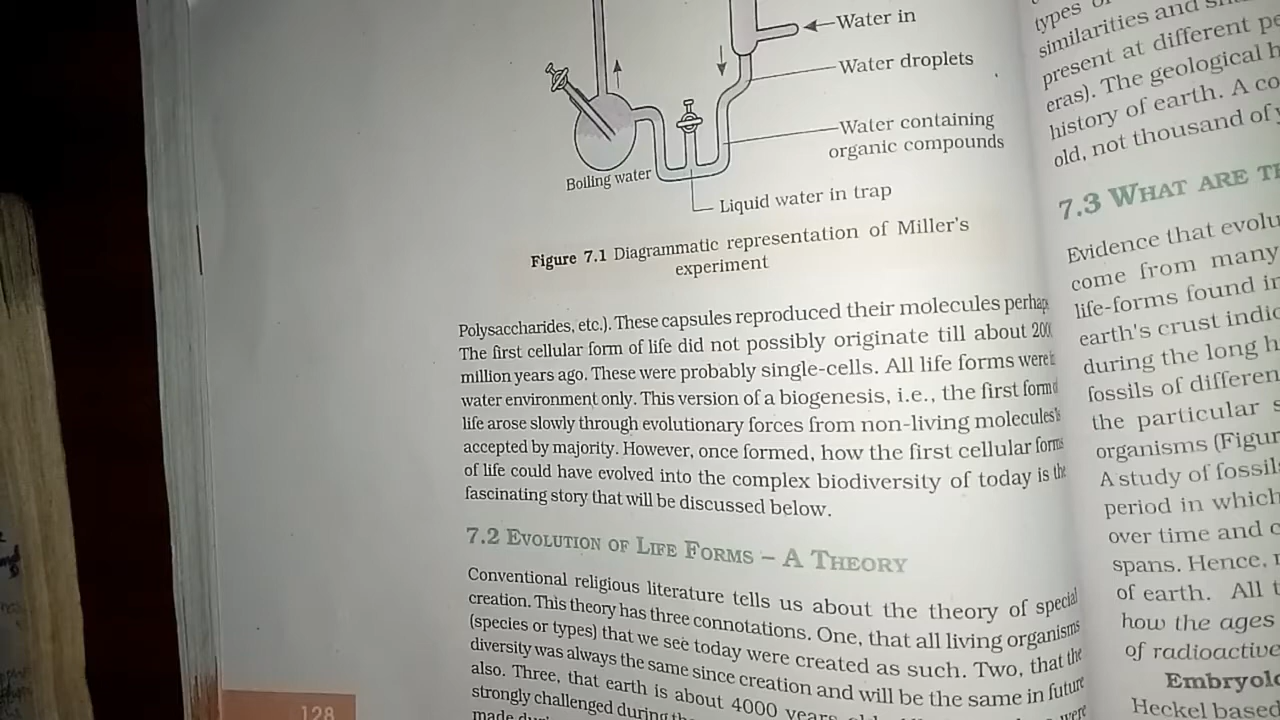 Water in
Water droplets
Water containing
organic compounds
Boiling water
Liquid water in trap
Figure 7.1 Diagrammatic representation of Miller's
experiment
Polysaccharides, etc.). These capsules reproduced their molecules
The first cellular form of life did not possibly originate till about
million years ago. These were probably single-cells. All life forms were
water environment only. This version of a biogenesis, i.e., the first
life arose slowly through evolutionary forces from non-living molecules
accepted by majority. However, once formed, how the first cellular
of life could have evolved into the complex biodiversity of today is the
fascinating story that will be discussed below.
7.2 EVOLUTION OF LIFE FORMS – A THEORY
Conventional religious literature tells us about the theory of special
creation. This theory has three connotations. One, that all living organisms
(species or types) that we see today were created as such. Two, that the
diversity was always the same since creation and will be the same in future
also. Three, that earth is about 4000 years
strongly challenged during
made
128
types
similarities and
present at different
eras). The geological
history of earth. A
old, not thousand of
7.3 WHAT ARE
Evidence that
come from many
life-forms found
earth's crust
during the long
fossils of
the particular
organisms
A study of
period in which
over time and
spans. Hence,
of earth. All
how the ages
of radioactive
Heckel based